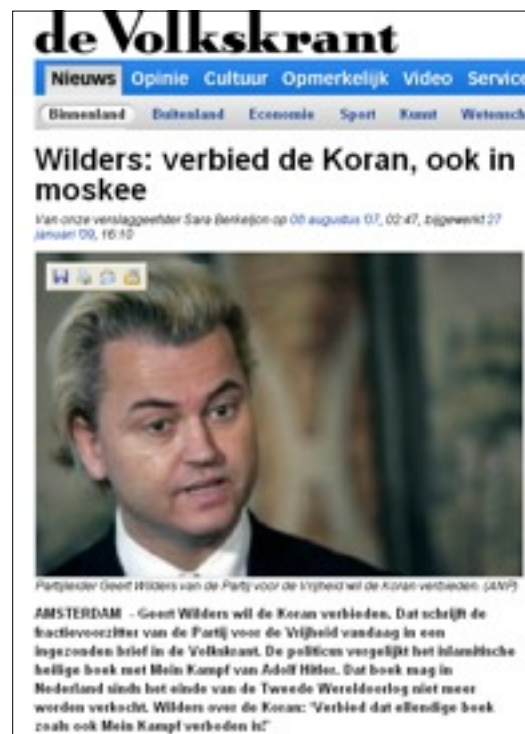 de Volkskrant
Nieuws Opinie Cultuur Opmerkelijk Video Service
Binnenland Buitenland Economie Sport Kunst Wetensch
Wilders: verbied de Koran, ook in
moskee
Van onze verslaggeefster Sara Berkeljon op 08 augustus '07, 02:47, bijgewerkt 27
januari '09, 16:10
Partijleider Geert Wilders van de Partij voor de Vrijheid wil de Koran verbieden. (ANP)
AMSTERDAM - Geert Wilders wil de Koran verbieden. Dat schrijft de
fractievoorzitter van de Partij voor de Vrijheid vandaag in een
ingezonden brief in de Volkskrant. De politicus vergelijkt het islamitische
heilige boek met Mein Kampf van Adolf Hitler. Dat boek mag in
Nederland sinds het einde van de Tweede Wereldoorlog niet meer
worden verkocht. Wilders over de Koran: "Verbied dat ellendige boek
zoals ook Mein Kampf verboden is!"